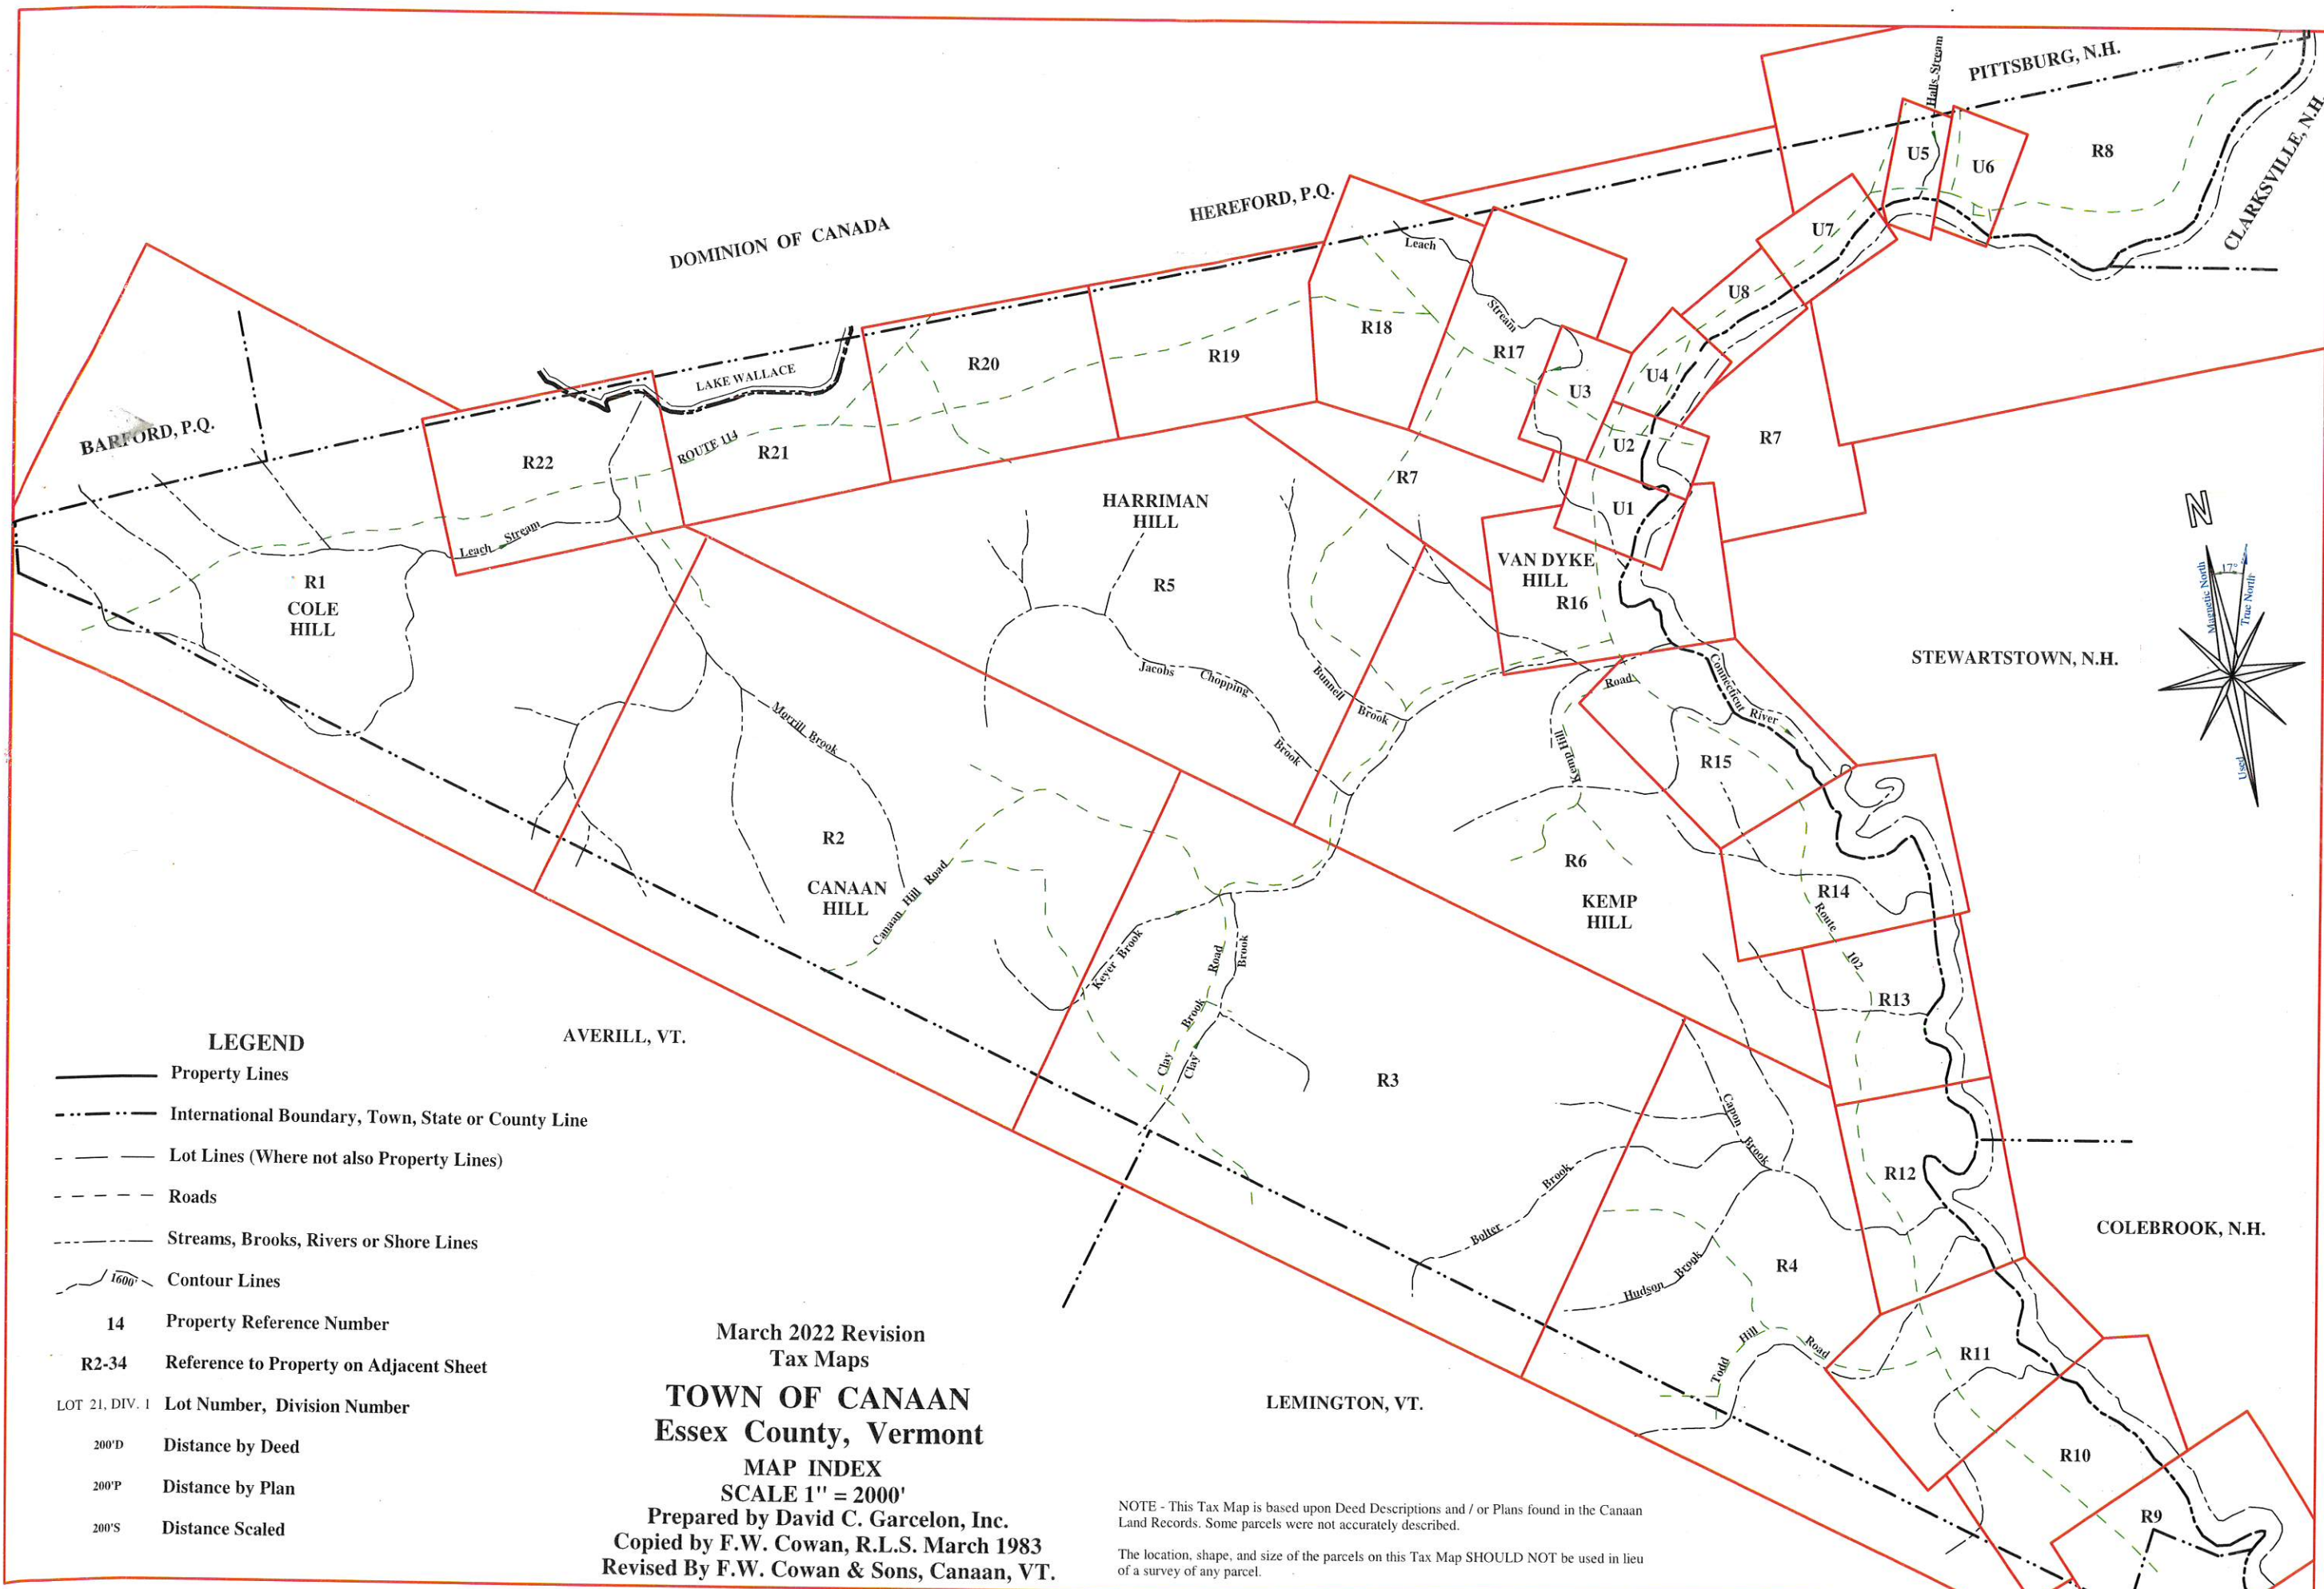 PITTSBURG, N.H.
Halls Stream
CLARKSVILLE, N.H.
U5
U6
R8
HEREFORD, P.Q.
DOMINION OF CANADA
U7
Leach
Stream
U8
R18
R17
R19
R20
LAKE WALLACE
U4
U3
U2
R7
BARFORD, P.Q.
R22
ROUTE 114
R21
R7
HARRIMAN
HILL
U1
Leach Stream
R1
COLE
HILL
R5
VAN DYKE
HILL
R16
N
17°
Magnetic North
True North
Used
STEWARTSTOWN, N.H.
Jacobs Chopping
Brook
Bunnell
Brook
Road
Kemp Hill
Connecticut River
R15
Morrill Brook
R2
CANAAN
HILL
Canaan Hill Road
R6
KEMP
HILL
R14
Route
102
R13
Keyer Brook
Clay Brook Road
Clay Brook
R3
Capon
Brook
R12
Bolter Brook
Hudson Brook
R4
COLEBROOK, N.H.
Todd Hill Road
R11
R10
R9
AVERILL, VT.
LEMINGTON, VT.
LEGEND
Property Lines
International Boundary, Town, State or County Line
Lot Lines (Where not also Property Lines)
Roads
Streams, Brooks, Rivers or Shore Lines
1600' Contour Lines
14 Property Reference Number
R2-34 Reference to Property on Adjacent Sheet
LOT 21, DIV. 1 Lot Number, Division Number
200'D Distance by Deed
200'P Distance by Plan
200'S Distance Scaled
March 2022 Revision
Tax Maps
TOWN OF CANAAN
Essex County, Vermont
MAP INDEX
SCALE 1" = 2000'
Prepared by David C. Garcelon, Inc.
Copied by F.W. Cowan, R.L.S. March 1983
Revised By F.W. Cowan & Sons, Canaan, VT.
NOTE - This Tax Map is based upon Deed Descriptions and / or Plans found in the Canaan
Land Records. Some parcels were not accurately described.
The location, shape, and size of the parcels on this Tax Map SHOULD NOT be used in lieu
of a survey of any parcel.